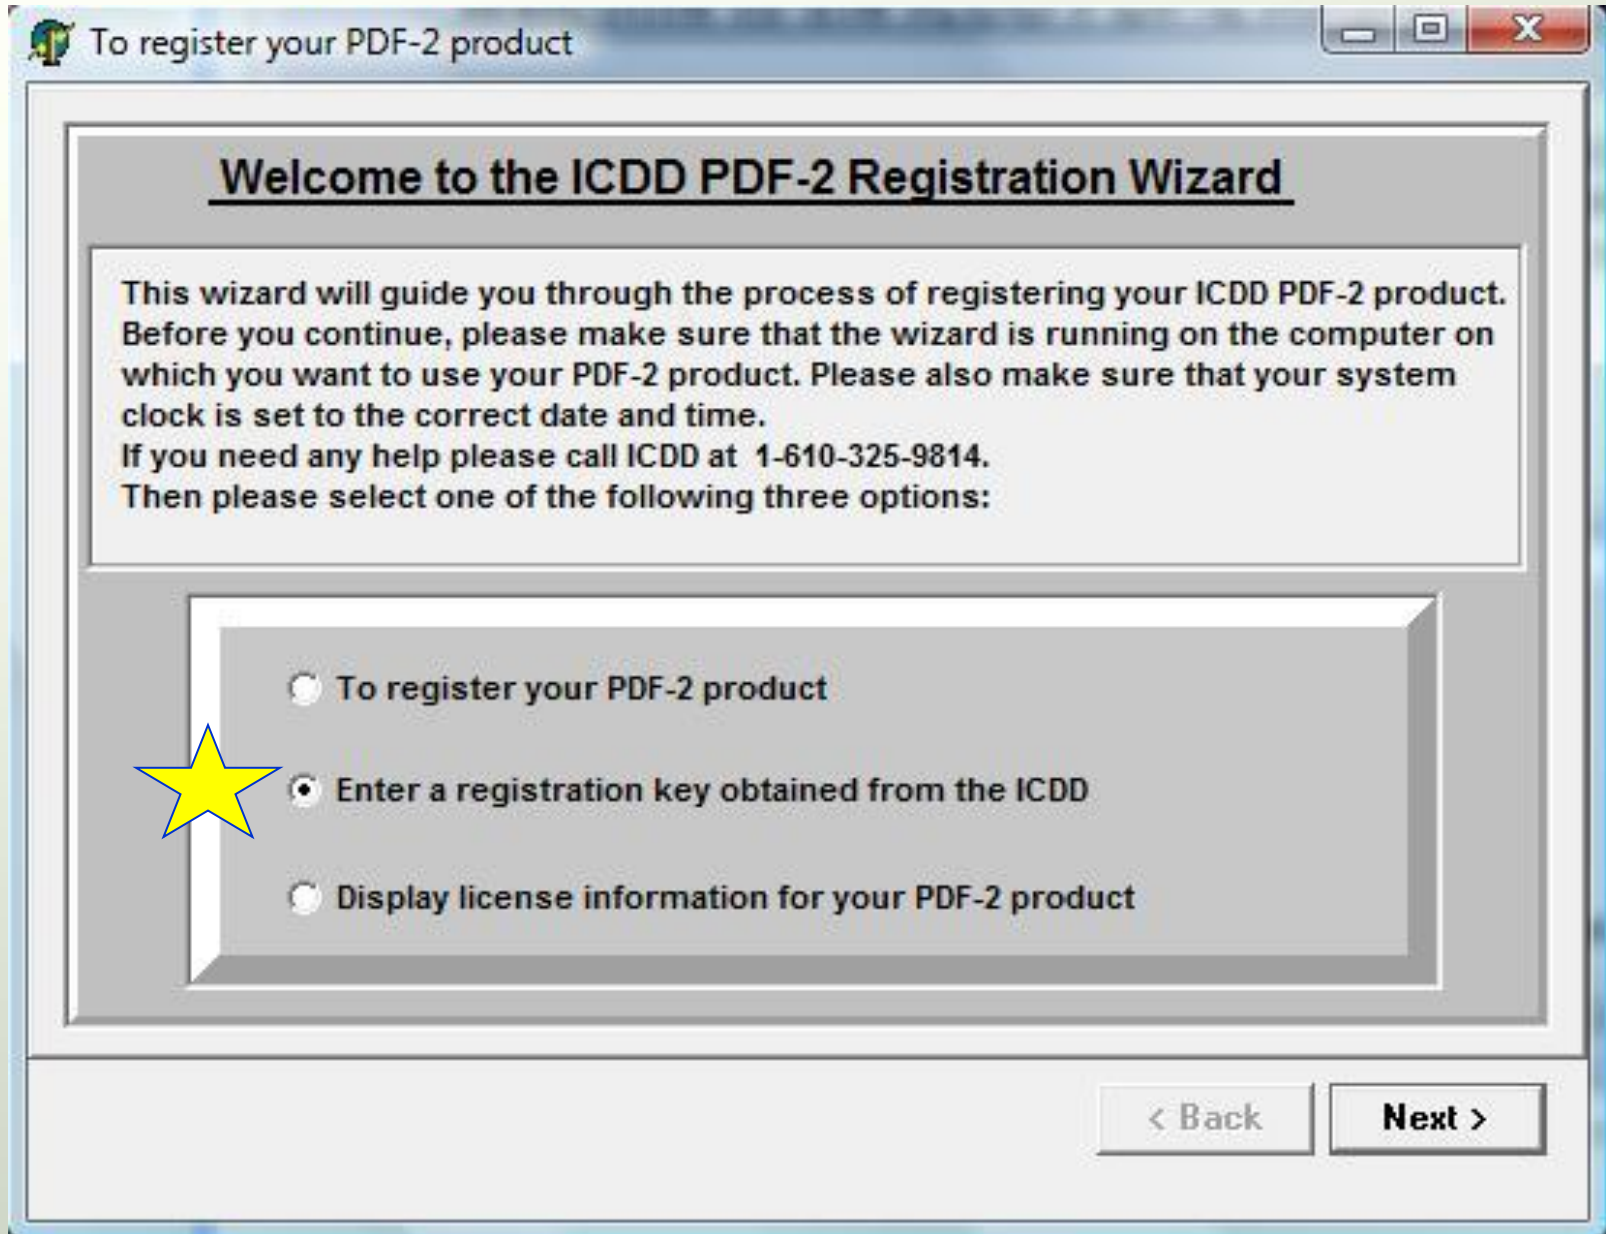 To register your PDF-2 product
X
Welcome to the ICDD PDF-2 Registration Wizard
This wizard will guide you through the process of registering your ICDD PDF-2 product.
Before you continue, please make sure that the wizard is running on the computer on
which you want to use your PDF-2 product. Please also make sure that your system
clock is set to the correct date and time.
If you need any help please call ICDD at  1-610-325-9814.
Then please select one of the following three options:
To register your PDF-2 product
Enter a registration key obtained from the ICDD
Display license information for your PDF-2 product
< Back
Next >